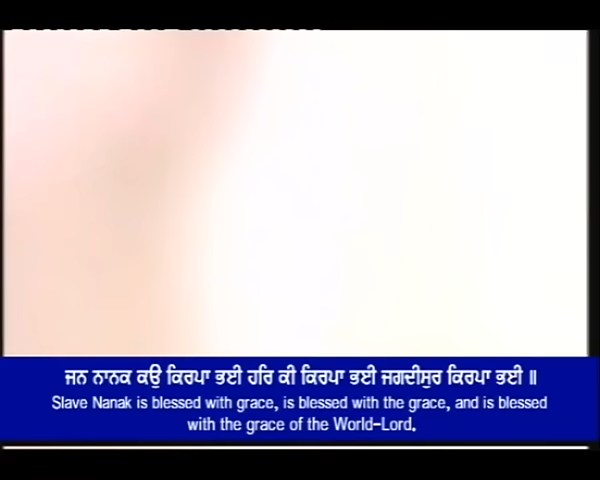 ਜਨ ਨਾਨਕ ਕਉ ਕਿਰਪਾ ਭਈ ਹਰਿ ਕੀ ਕਿਰਪਾ ਭਈ ਜਗਦੀਸੁਰ ਕਿਰਪਾ ਭਈ ॥
Slave Nanak is blessed with grace, is blessed with the grace, and is blessed
with the grace of the World-Lord.